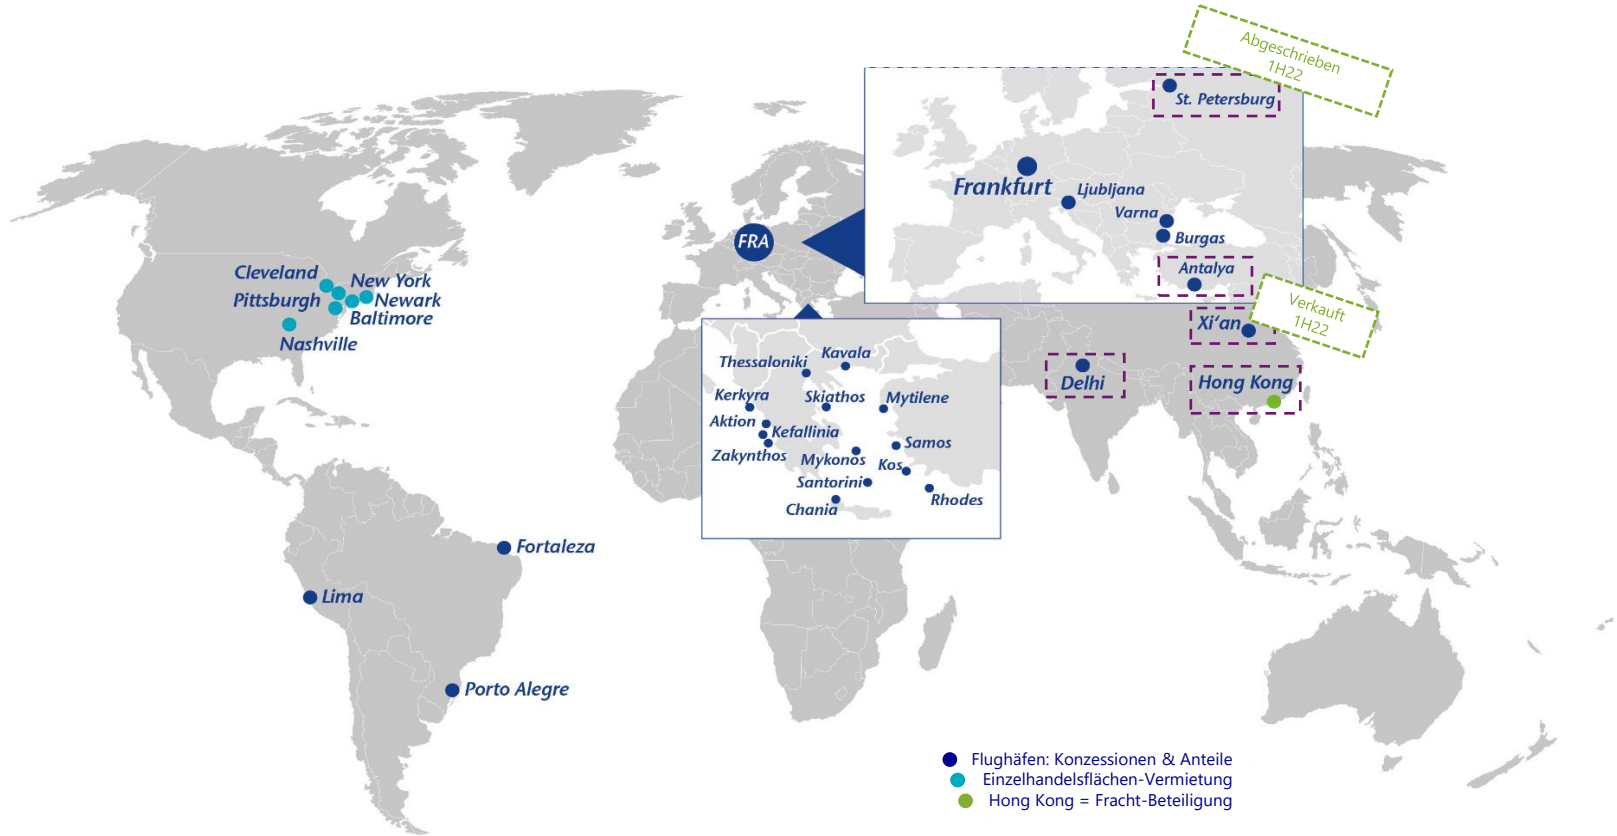 Abgeschrieben
1H22
St. Petersburg
Frankfurt
Ljubljana
Varna
Burgas
Antalya
FRA
Verkauft
1H22
Xi'an
Delhi
Hong Kong
Cleveland
New York
Pittsburgh
Newark
Baltimore
Nashville
Thessaloniki
Kavala
Kerkyra
Skiathos
Mytilene
Aktion
Kefallinia
Zakynthos
Mykonos
Samos
Kos
Santorini
Rhodes
Chania
Fortaleza
Lima
Porto Alegre
Flughäfen: Konzessionen & Anteile
Einzelhandelsflächen-Vermietung
Hong Kong = Fracht-Beteiligung